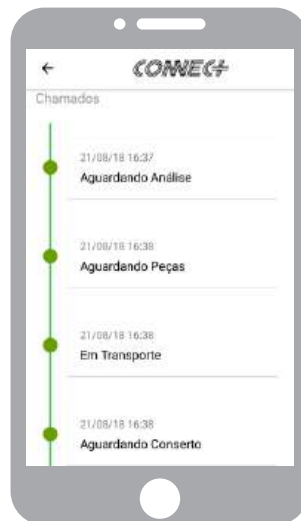 CONNECT
Chamados
21/08/18 16:37
Aguardando Análise
21/08/18 16:38
Aguardando Peças
21/08/18 16:38
Em Transporte
21/08/18 16:38
Aguardando Conserto